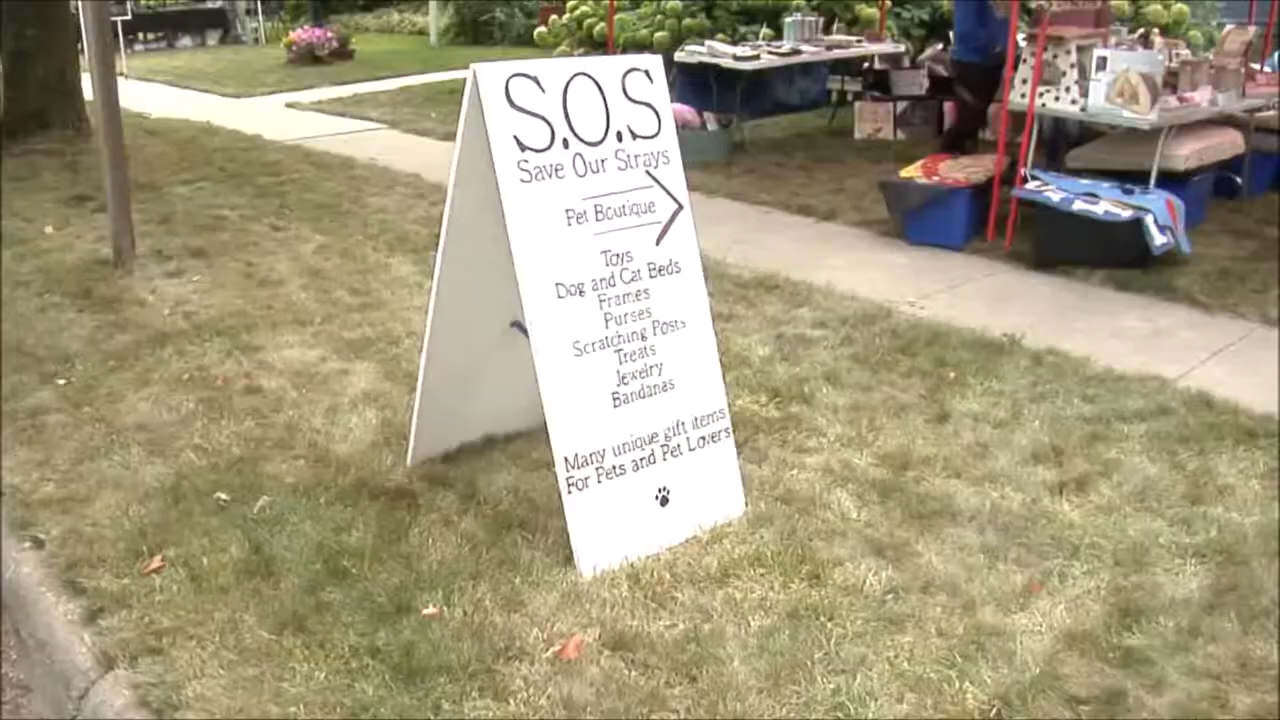 S.O.S
Save Our Strays
Pet Boutique
Toys
Dog and Cat Beds
Frames
Purses
Scratching Posts
Treats
Jewelry
Bandanas
Many unique gift items
For Pets and Pet Lovers